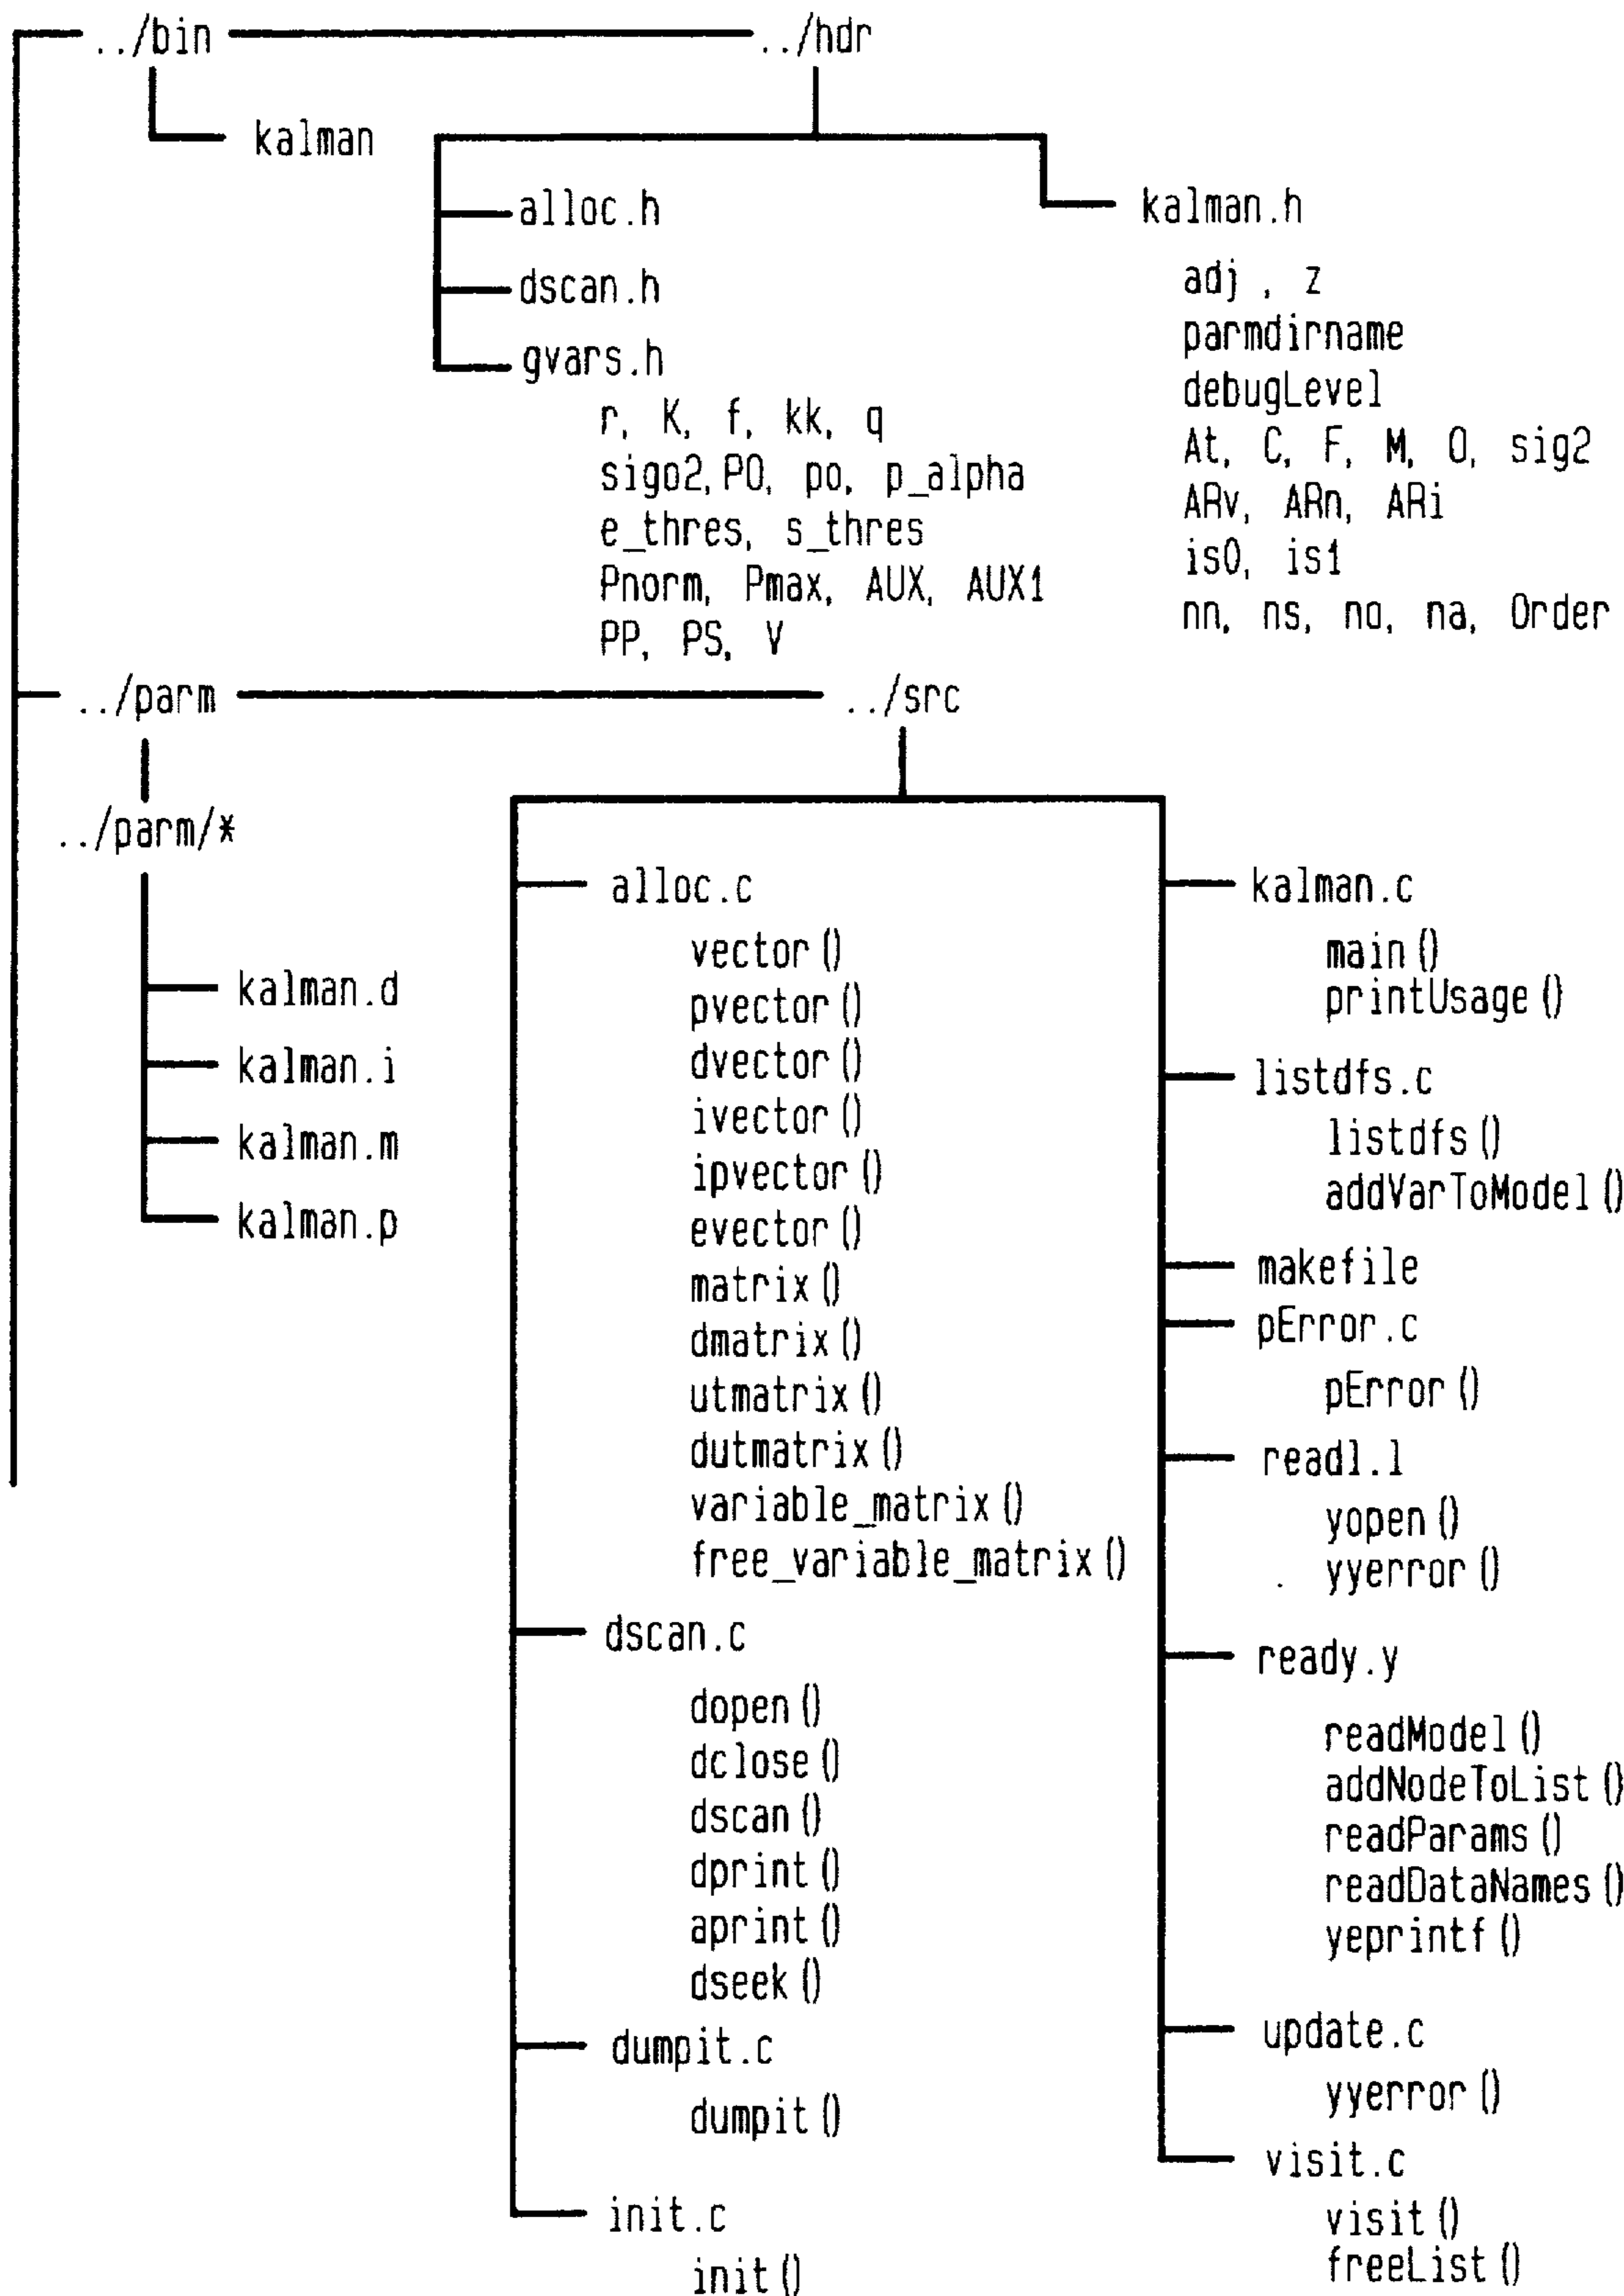 ../bin
../hdr
kalman
alloc.h
dscan.h
gvars.h
r, K, f, kk, q
sigo2, PO, po, p_alpha
e_thres, s_thres
Pnorm, Pmax, AUX, AUX1
PP, PS, V
kalman.h
adj , z
parmdirname
debugLevel
At, C, F, M, O, sig2
ARv, ARn, ARi
is0, is1
nn, ns, no, na, Order
../parm
../src
../parm/*
kalman.d
kalman.i
kalman.m
kalman.p
alloc.c
vector()
pvector()
dvector()
ivector()
ipvector()
evector()
matrix()
dmatrix()
utmatrix()
dutmatrix()
variable_matrix()
free_variable_matrix()
dscan.c
dopen()
dclose()
dscan()
dprint()
aprint()
dseek()
dumpit.c
dumpit()
init.c
init()
kalman.c
main()
printUsage()
listdfs.c
listdfs()
addVarToModel()
makefile
pError.c
pError()
readl.l
yopen()
yyerror()
ready.y
readModel()
addNodeToList()
readParams()
readDataNames()
yeprintf()
update.c
yyerror()
visit.c
visit()
freeList()